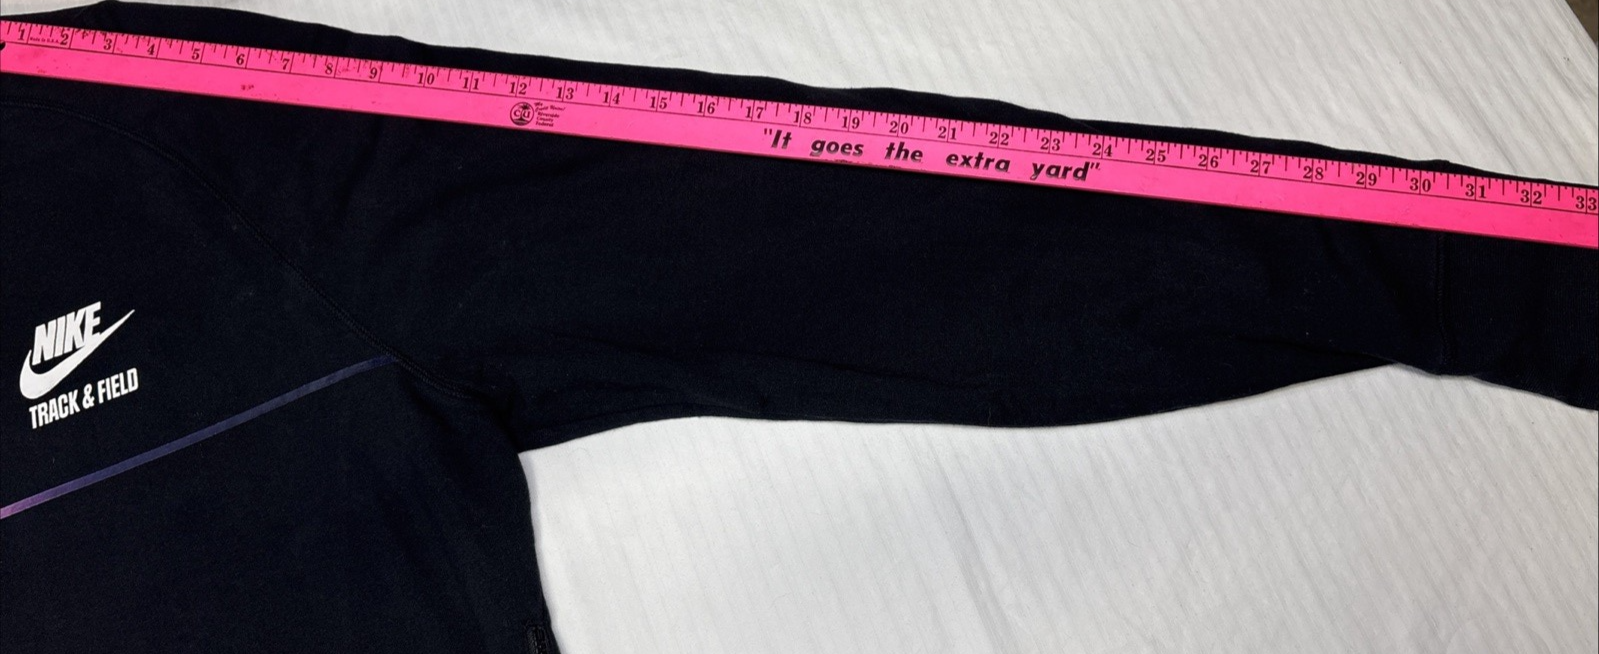 1 2 3 4 5 6 7 8 9 10 11 12 13 14 15 16 17 18 19 20 21 22 23 24 25 26 27 28 29 30 31 32 33
CU
"It goes the extra yard"
NIKE
TRACK & FIELD